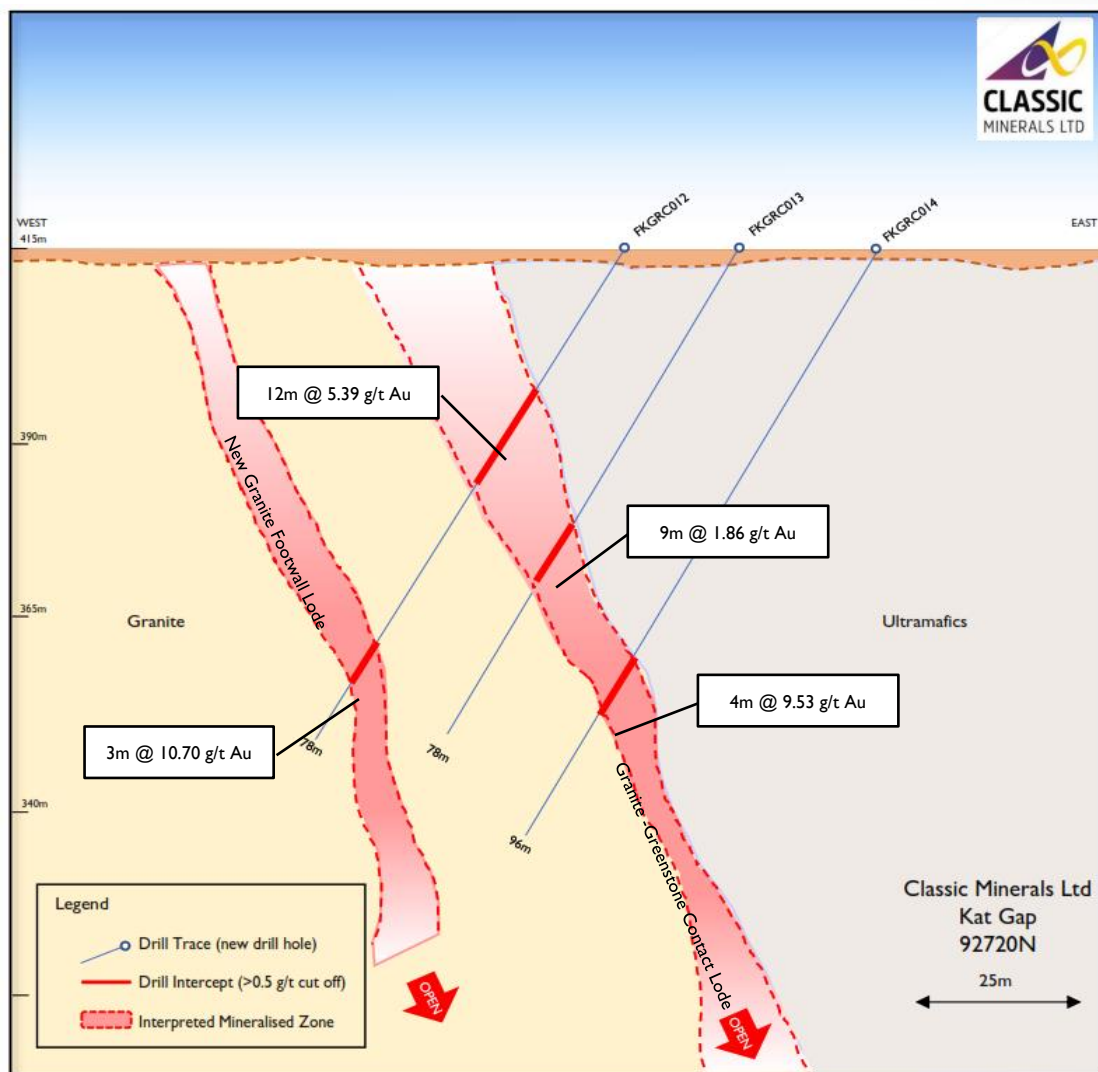 CLASSIC
MINERALS LTD
WEST
415m
EAST
FKGRC012
FKGRC013
FKGRC014
12m @ 5.39 g/t Au
390m
New Granite Footwall Lode
9m @ 1.86 g/t Au
365m
Granite
Ultramafics
4m @ 9.53 g/t Au
3m @ 10.70 g/t Au
78m
78m
96m
340m
Granite -Greenstone Contact Lode
Legend
Drill Trace (new drill hole)
Drill Intercept (>0.5 g/t cut off)
Interpreted Mineralised Zone
OPEN
OPEN
Classic Minerals Ltd
Kat Gap
92720N
25m